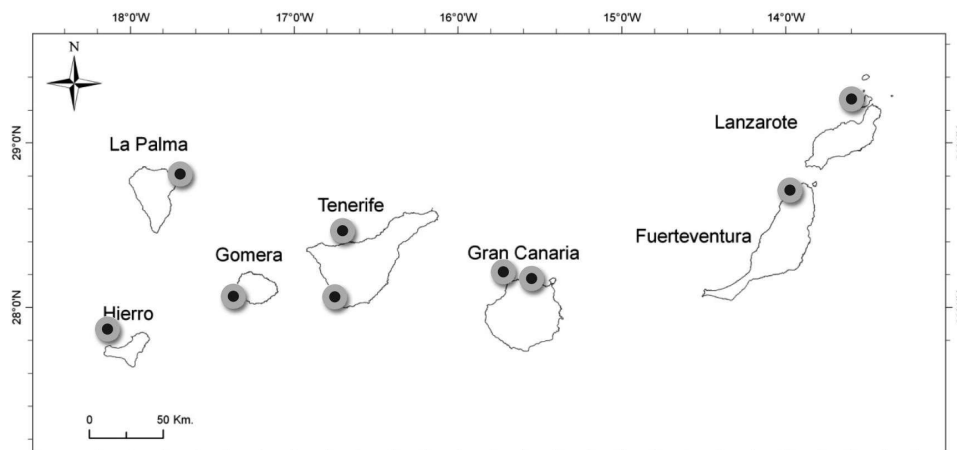 18°0'W 17°0'W 16°0'W 15°0'W 14°0'W
N
29°0'N
28°0'N
Lanzarote
La Palma
Tenerife
Fuerteventura
Gomera
Gran Canaria
Hierro
0 50 Km.